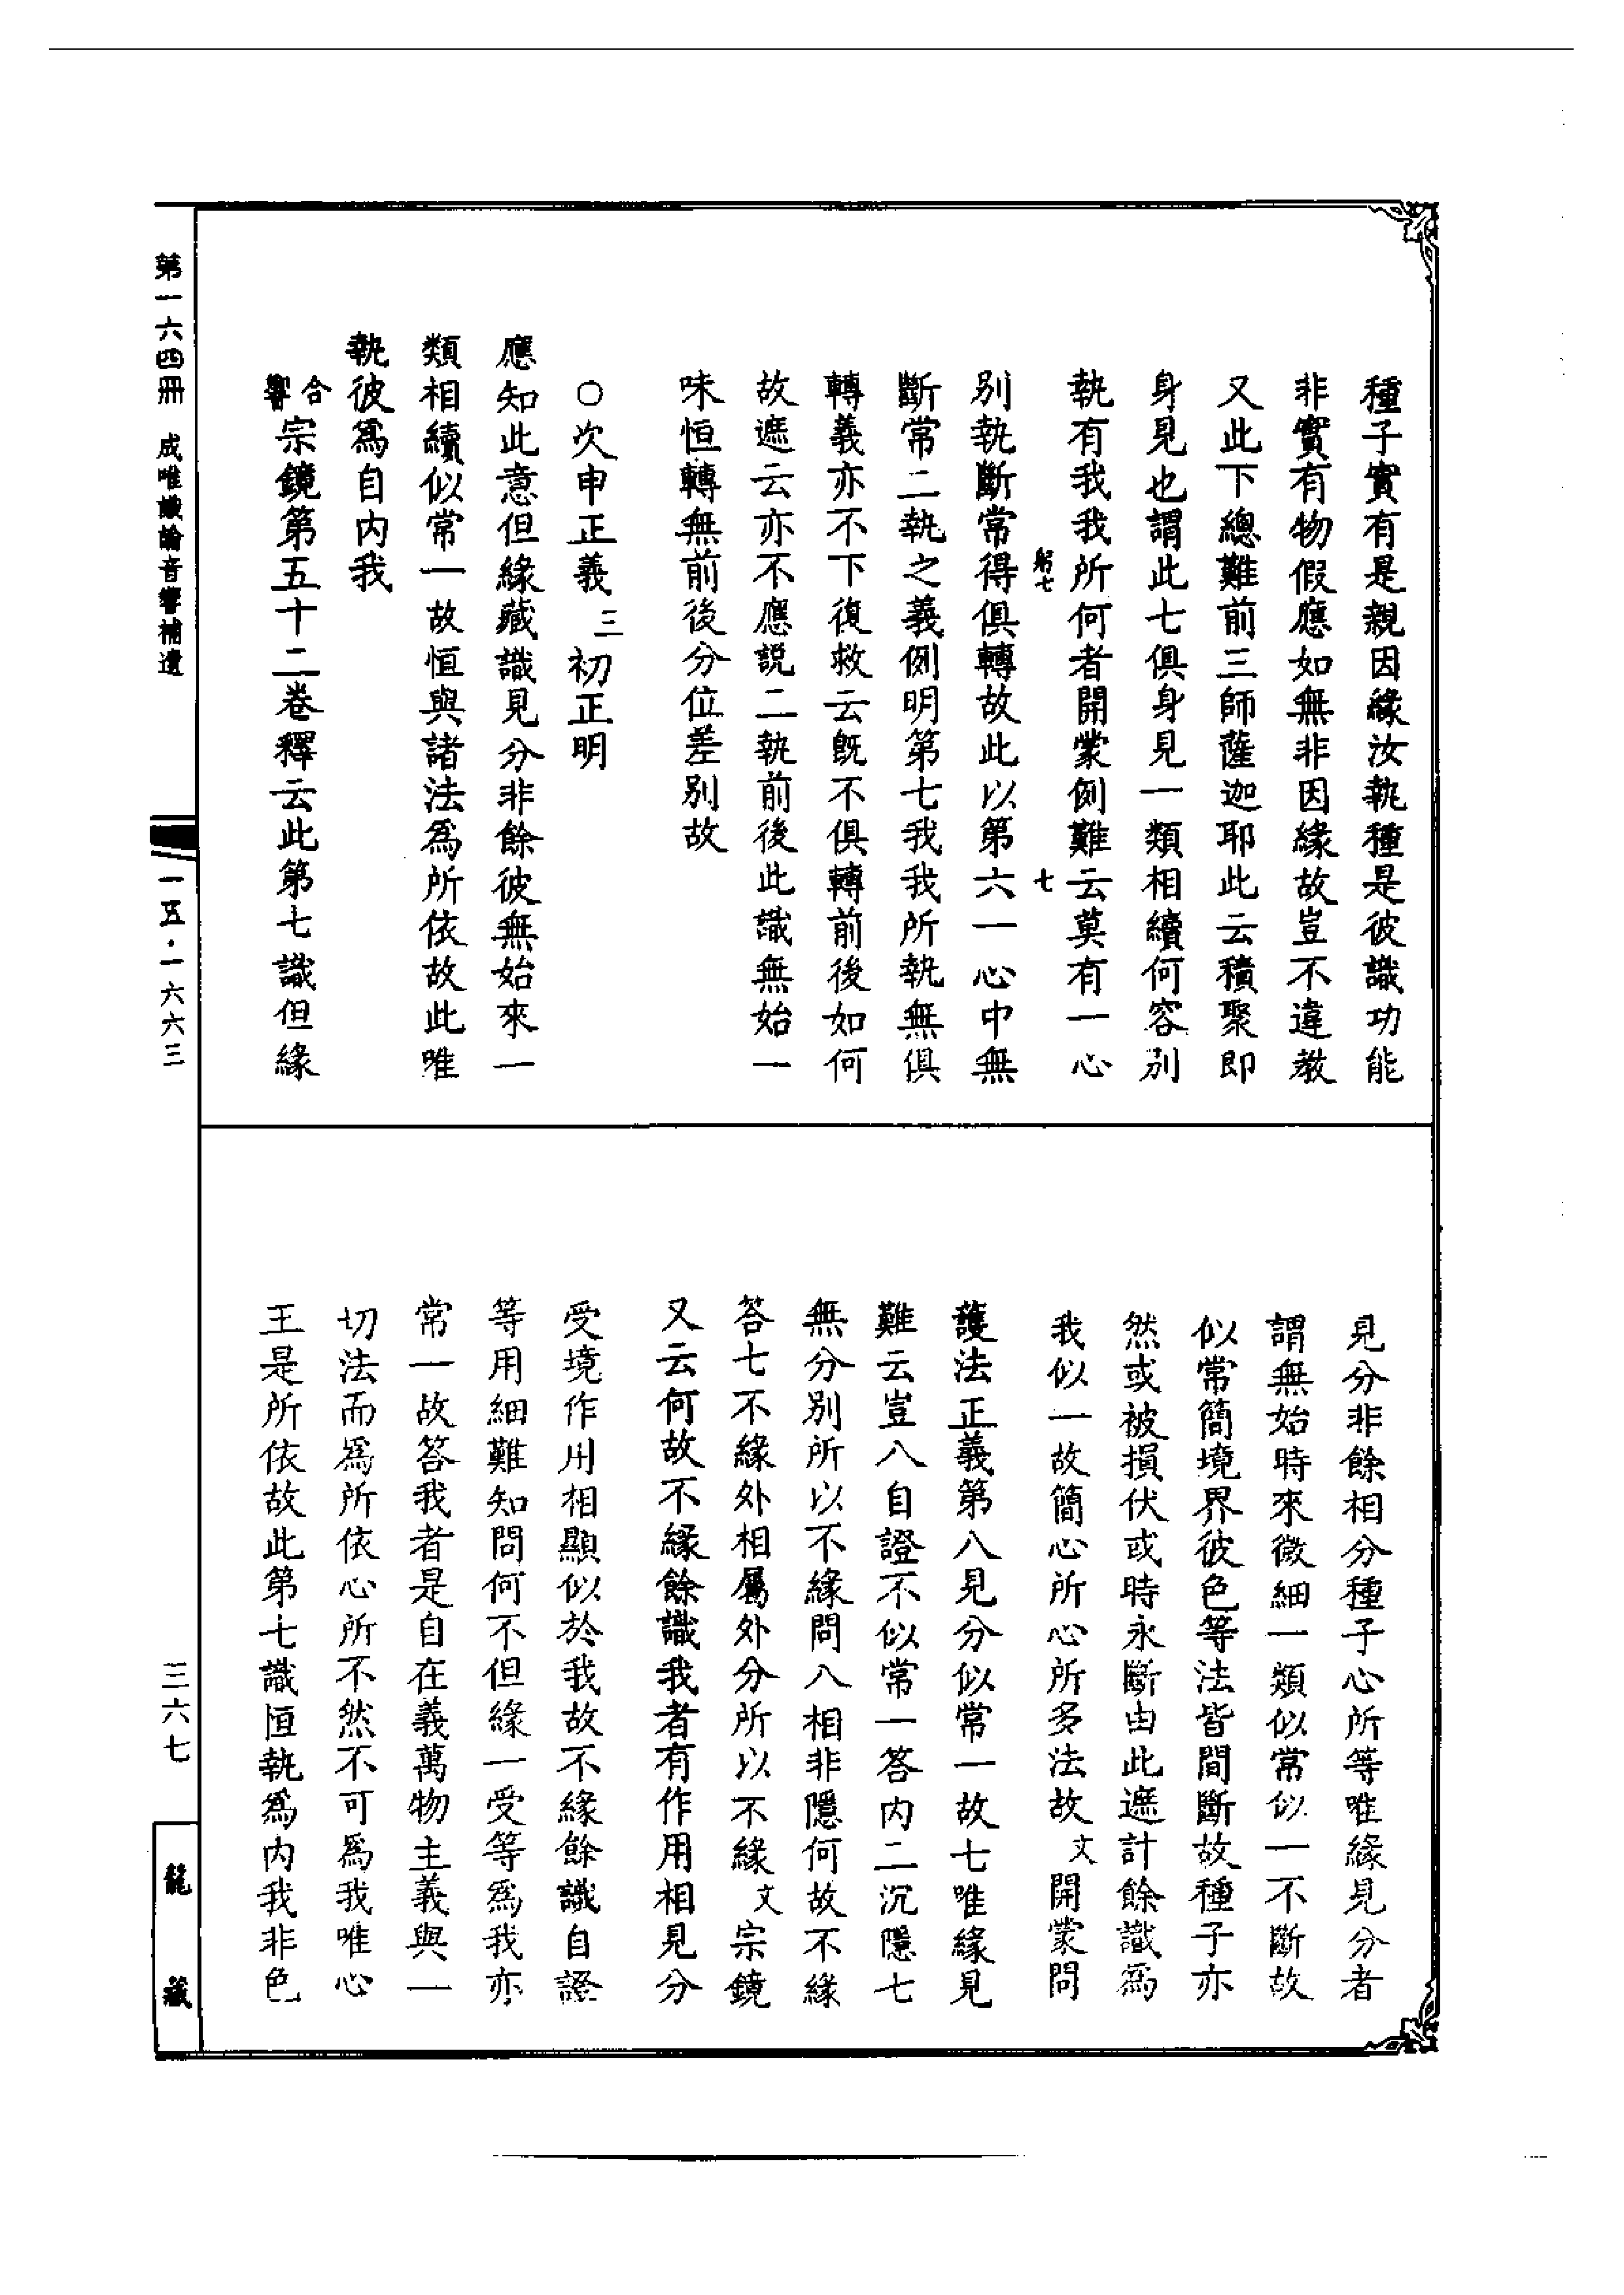 種子實有是親因緣汝執種是彼識功能
非實有物假應如無非因緣故豈不違教
又此下總難前三師薩迦耶此云積聚即
身見也謂此七俱身見一類相續何容別
執有我我所何者開蒙例難云莫有一心
七
別執斷常得俱轉故此以第六一心中無
斷常二執之義例明第七我我所執無俱
轉義亦不下復救云既不俱轉前後如何
故遮云亦不應説二執前後此識無始一
味恒轉無前後分位差別故
○次申正義三初正明
應知此意但緣藏識見分非餘彼無始來一
類相續似常一故恒與諸法爲所依故此唯
執彼爲自内我
合響宗鏡第五十二卷釋云此第七識但緣
見分非餘相分種子心所等唯緣見分者
謂無始時來微細一類似常似一不斷故
似常簡境界彼色等法皆間斷故種子亦
然或被損伏或時永斷由此遮計餘識爲
我似一故簡心所心所多法故文開蒙問
護法正義第八見分似常一故七唯緣見
難云豈八自證不似常一答内二沉隱七
無分別所以不緣問八相非隱何故不緣
答七不緣外相屬外分所以不緣文宗鏡
又云何故不緣餘識我者有作用相見分
受境作用相顯似於我故不緣餘識自證
等用細難知問何不但緣一受等爲我亦
常一故答我者是自在義萬物主義與一
切法而爲所依心所不然不可爲我唯心
王是所依故此第七識恒執爲内我非色
第一六四冊 成唯識論音響補遺
一五·一六六三
三六七
龍藏